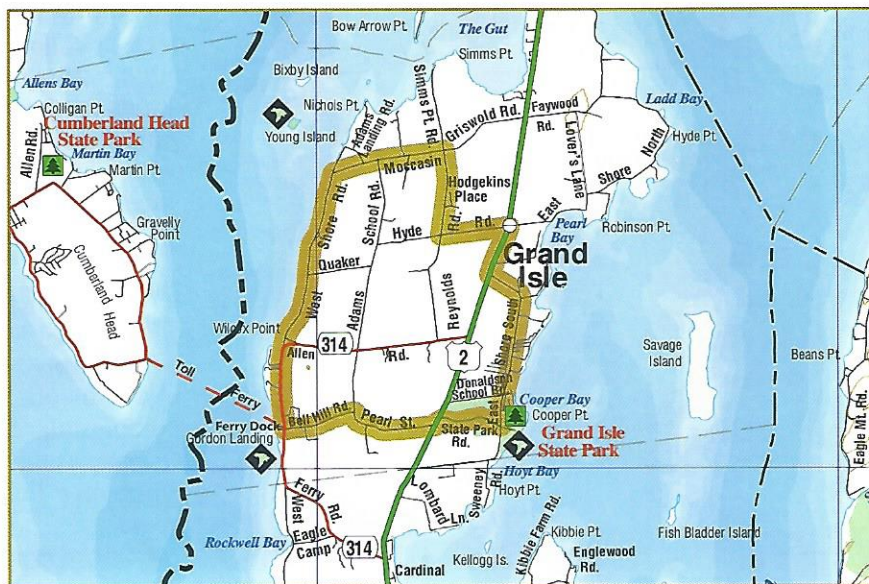 Bow Arrow Pt.
The Gut
Simms Pt.
Bixby Island
Allens Bay
Colligan Pt.
Cumberland Head
State Park
Allen Rd.
Martin Bay
Martin Pt.
Nichols Pt.
Young Island
Adams
Landing Rd.
Simms Pt. Rd.
Griswold Rd.
Faywood
Rd.
Ladd Bay
Hyde Pt.
Lover's Lane
Moscasin
School Rd.
Shore Rd.
Hodgekins
Place
Rd.
Shore North
East
Rd.
Hyde
Quaker
Pearl
Bay
Robinson Pt.
Gravelly
Point
Cumberland Head
Grand
Isle
West
Adams
Reynolds
Wilcox Point
Allen
314
Rd.
2
Shore South
Savage
Island
Beans Pt.
Toll
Ferry
Donaldson
School Rd.
Cooper Bay
Cooper Pt.
East
Bell Hill Rd
Pearl St.
State Park
Rd.
Ferry Dock
Gordon Landing
Grand Isle
State Park
Eagle Mt. Rd.
Hoyt Bay
Hoyt Pt.
Rd.
Sweeney
Lombard
Ln.
Ferry
Rd
West
Eagle
Camp
314
Rockwell Bay
Cardinal
Kellogg Is.
Kibbie Farm Rd.
Kibbie Pt.
Englewood
Rd.
Fish Bladder Island